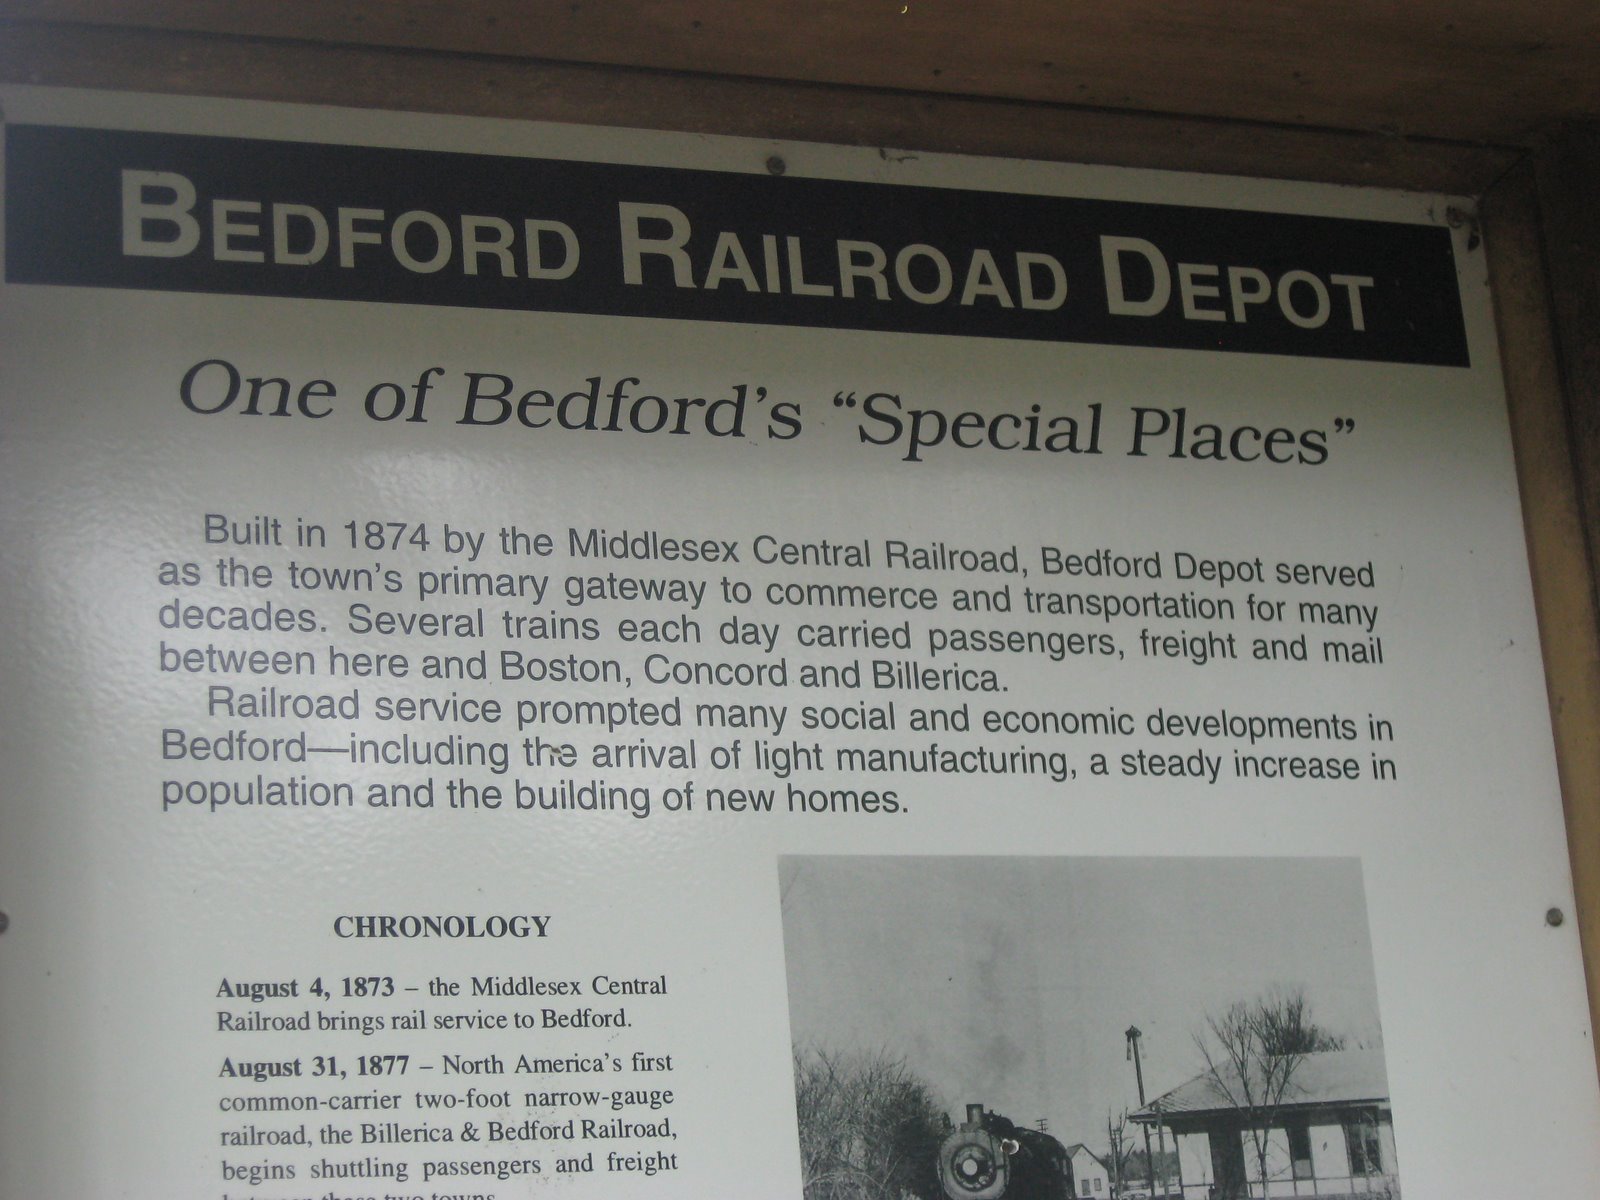 BEDFORD RAILROAD DEPOT
One of Bedford's “Special Places”
Built in 1874 by the Middlesex Central Railroad, Bedford Depot served
as the town's primary gateway to commerce and transportation for many
decades. Several trains each day carried passengers, freight and mail
between here and Boston, Concord and Billerica.
Railroad service prompted many social and economic developments in
Bedford—including the arrival of light manufacturing, a steady increase in
population and the building of new homes.
CHRONOLOGY
August 4, 1873 – the Middlesex Central
Railroad brings rail service to Bedford.
August 31, 1877 – North America's first
common-carrier two-foot narrow-gauge
railroad, the Billerica & Bedford Railroad,
begins shuttling passengers and freight
between these two towns.